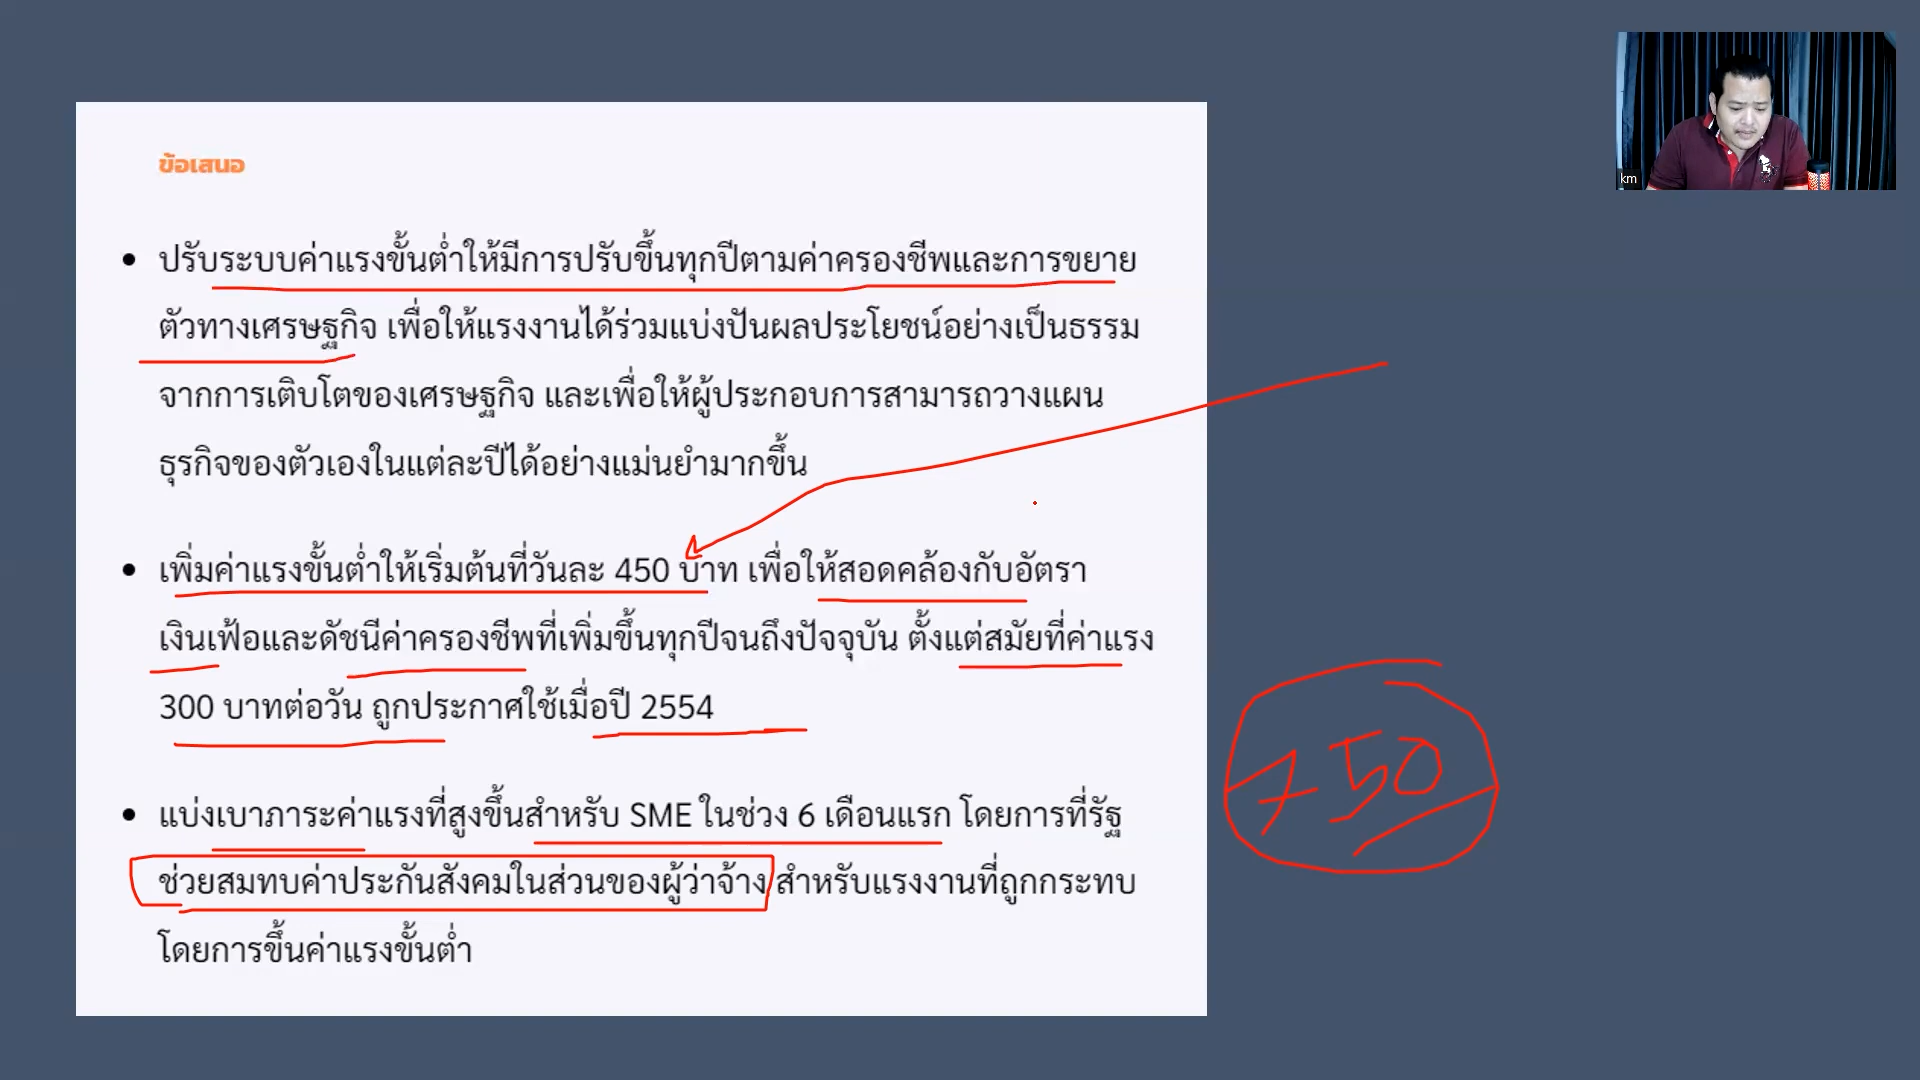 ข้อเสนอ
• ปรับระบบค่าแรงขั้นต่ำให้มีการปรับขึ้นทุกปีตามค่าครองชีพและการขยาย
ตัวทางเศรษฐกิจ เพื่อให้แรงงานได้ร่วมแบ่งปันผลประโยชน์อย่างเป็นธรรม
จากการเติบโตของเศรษฐกิจ และเพื่อให้ผู้ประกอบการสามารถวางแผน
ธุรกิจของตัวเองในแต่ละปีได้อย่างแม่นยำมากขึ้น
• เพิ่มค่าแรงขั้นต่ำให้เริ่มต้นที่วันละ 450 บาท เพื่อให้สอดคล้องกับอัตรา
เงินเฟ้อและดัชนีค่าครองชีพที่เพิ่มขึ้นทุกปีจนถึงปัจจุบัน ตั้งแต่สมัยที่ค่าแรง
300 บาทต่อวัน ถูกประกาศใช้เมื่อปี 2554
• แบ่งเบาภาระค่าแรงที่สูงขึ้นสำหรับ SME ในช่วง 6 เดือนแรก โดยการที่รัฐ
ช่วยสมทบค่าประกันสังคมในส่วนของผู้ว่าจ้าง สำหรับแรงงานที่ถูกกระทบ
โดยการขึ้นค่าแรงขั้นต่ำ
750
km